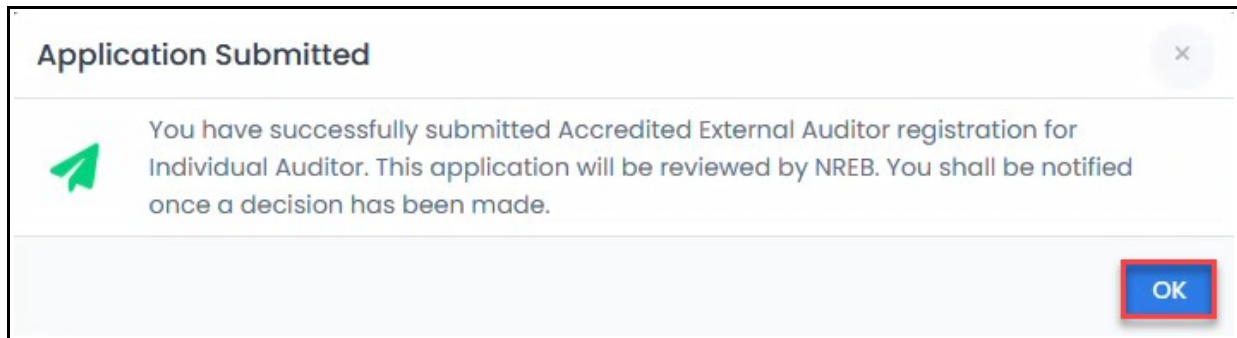 Application Submitted
You have successfully submitted Accredited External Auditor registration for
Individual Auditor. This application will be reviewed by NREB. You shall be notified
once a decision has been made.
OK